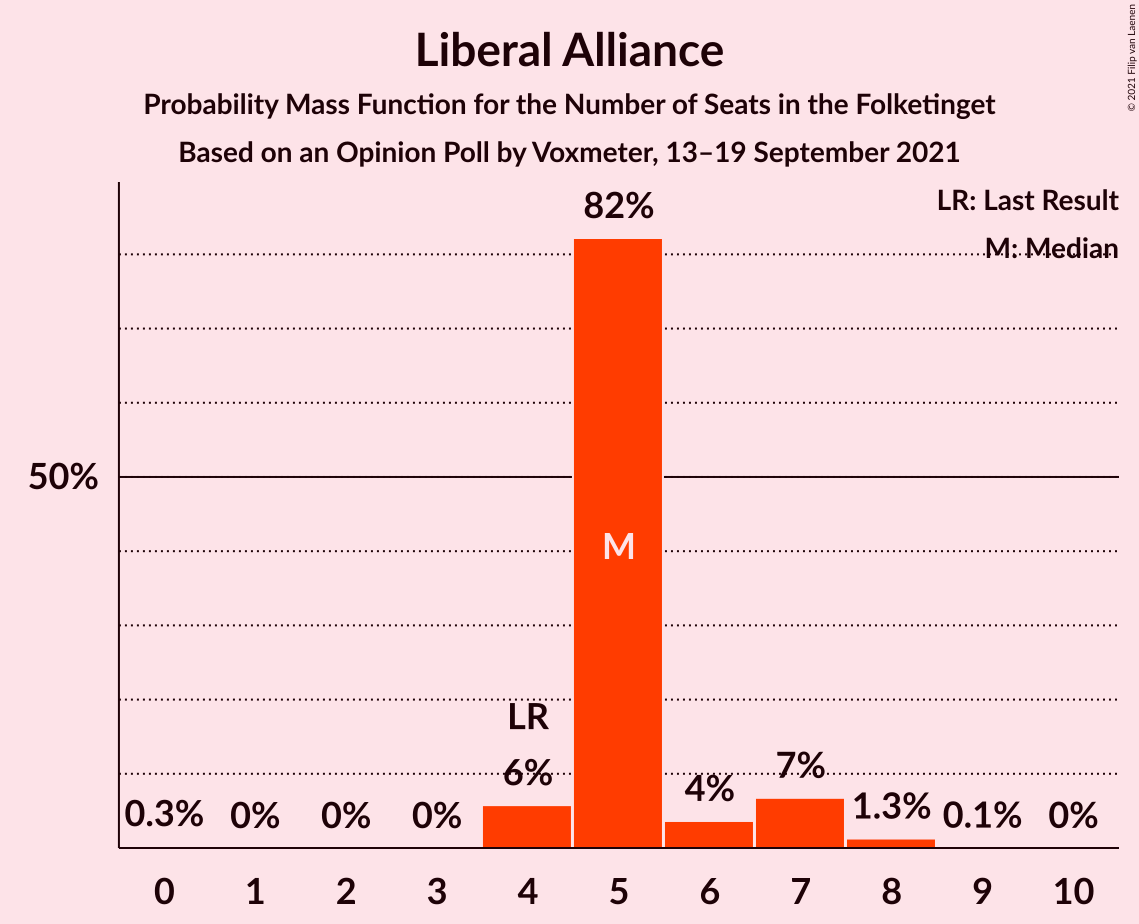 Liberal Alliance
Probability Mass Function for the Number of Seats in the Folketinget
Based on an Opinion Poll by Voxmeter, 13–19 September 2021
© 2021 Filip van Laenen
LR: Last Result
M: Median
82%
50%
M
LR
6%
4%
7%
0.3%
0%
0%
0%
1.3%
0.1%
0%
0 1 2 3 4 5 6 7 8 9 10